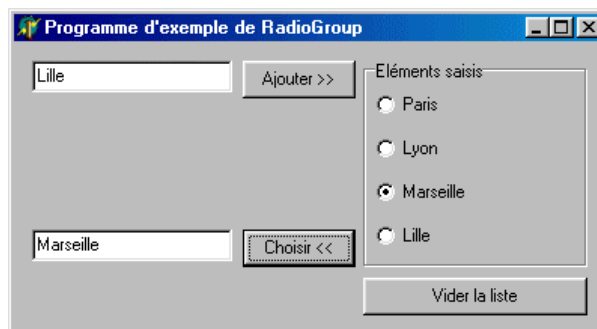 Programme d'exemple de RadioGroup
Lille
Ajouter >>
Eléments saisis
Paris
Lyon
Marseille
Lille
Marseille
Choisir <<
Vider la liste